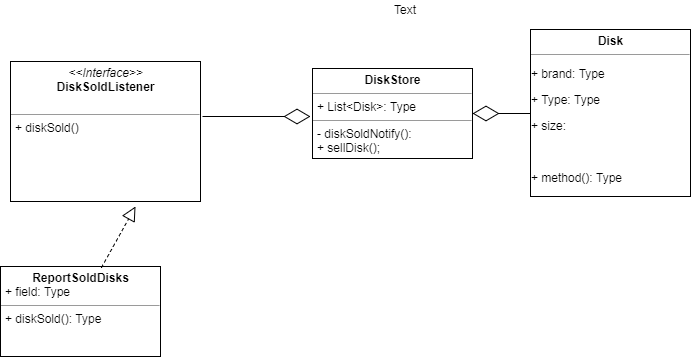 Text
<<Interface>>
DiskSoldListener
+ diskSold()
DiskStore
+ List<Disk>: Type
- diskSoldNotify():
+ sellDisk();
Disk
+ brand: Type
+ Type: Type
+ size:
+ method(): Type
ReportSoldDisks
+ field: Type
+ diskSold(): Type